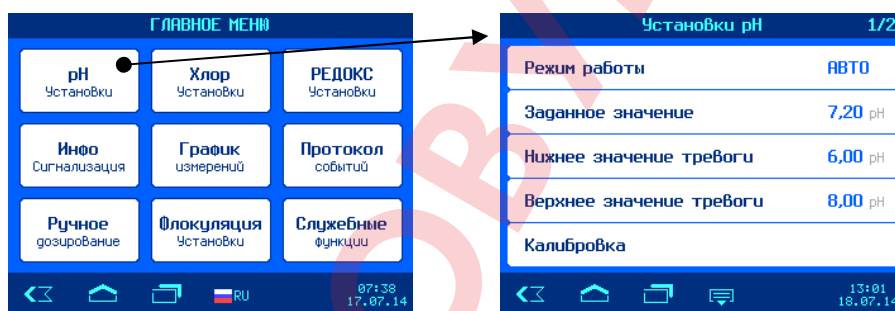 ГЛАВНОЕ МЕНЮ
pH
Установки
Хлор
Установки
РЕДОКС
Установки
Инфо
Сигнализация
График
измерений
Протокол
событий
Ручное
дозирование
Флокуляция
Установки
Служебные
функции
RU
07:38
17.07.14
Установки pH 1/2
Режим работы АВТО
Заданное значение 7,20 pH
Нижнее значение тревоги 6,00 pH
Верхнее значение тревоги 8,00 pH
Калибровка
13:01
18.07.14